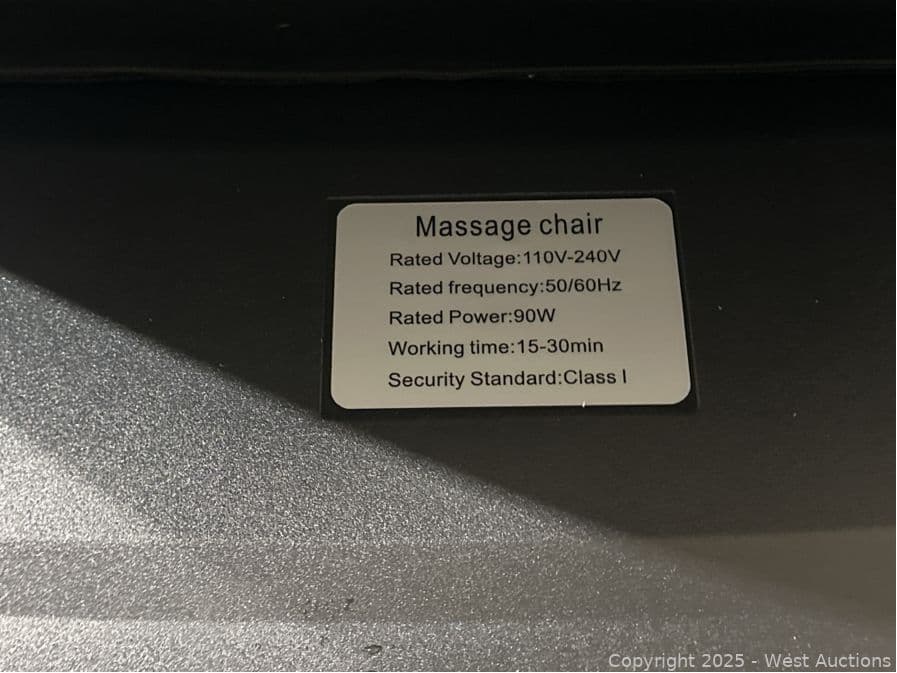 Massage chair
Rated Voltage:110V-240V
Rated frequency:50/60Hz
Rated Power:90W
Working time:15-30min
Security Standard:Class I
Copyright 2025 - West Auctions